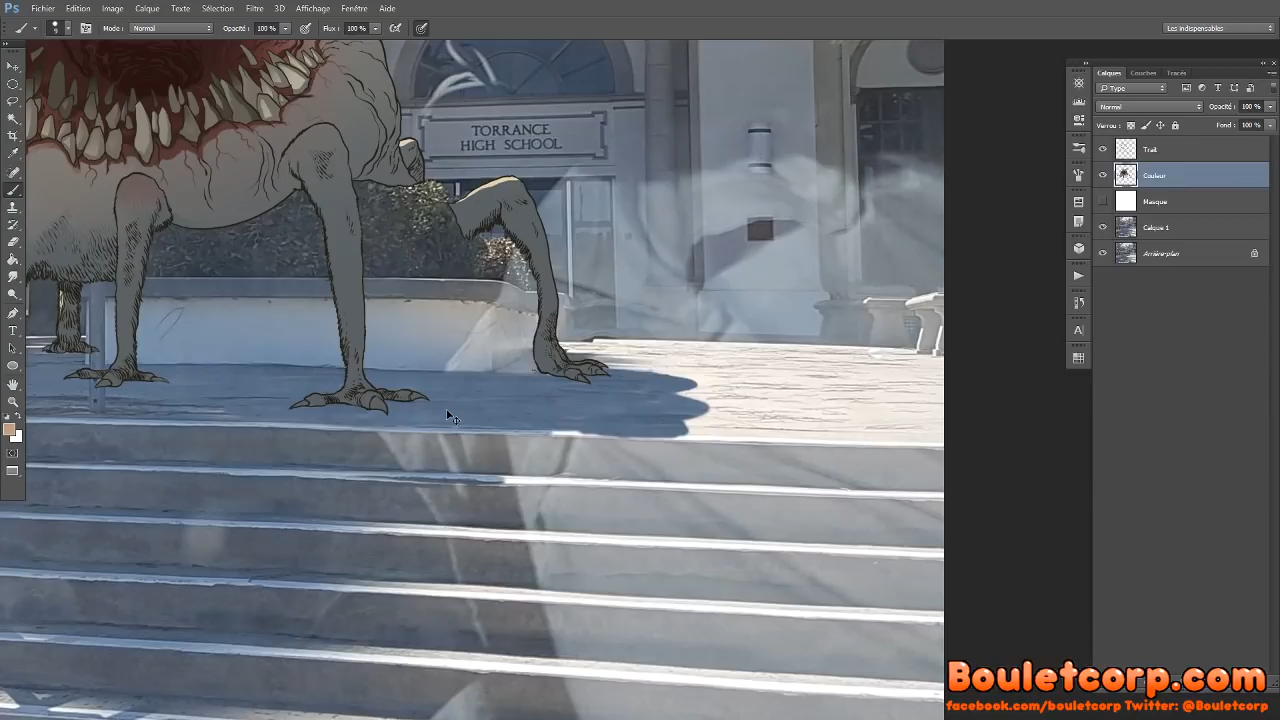 Ps Fichier Edition Image Calque Texte Sélection Filtre 3D Affichage Fenêtre Aide
Mode : Normal Opacité : 100 % Flux : 100 % Les indispensables
Calques Couches Tracés
Type
Normal Opacité : 100 %
Verrou : Fond : 100 %
Trait
Couleur
Masque
Calque 1
Arrière-plan
TORRANCE
HIGH SCHOOL
Bouletcorp.com
facebook.com/bouletcorp Twitter: @Bouletcorp